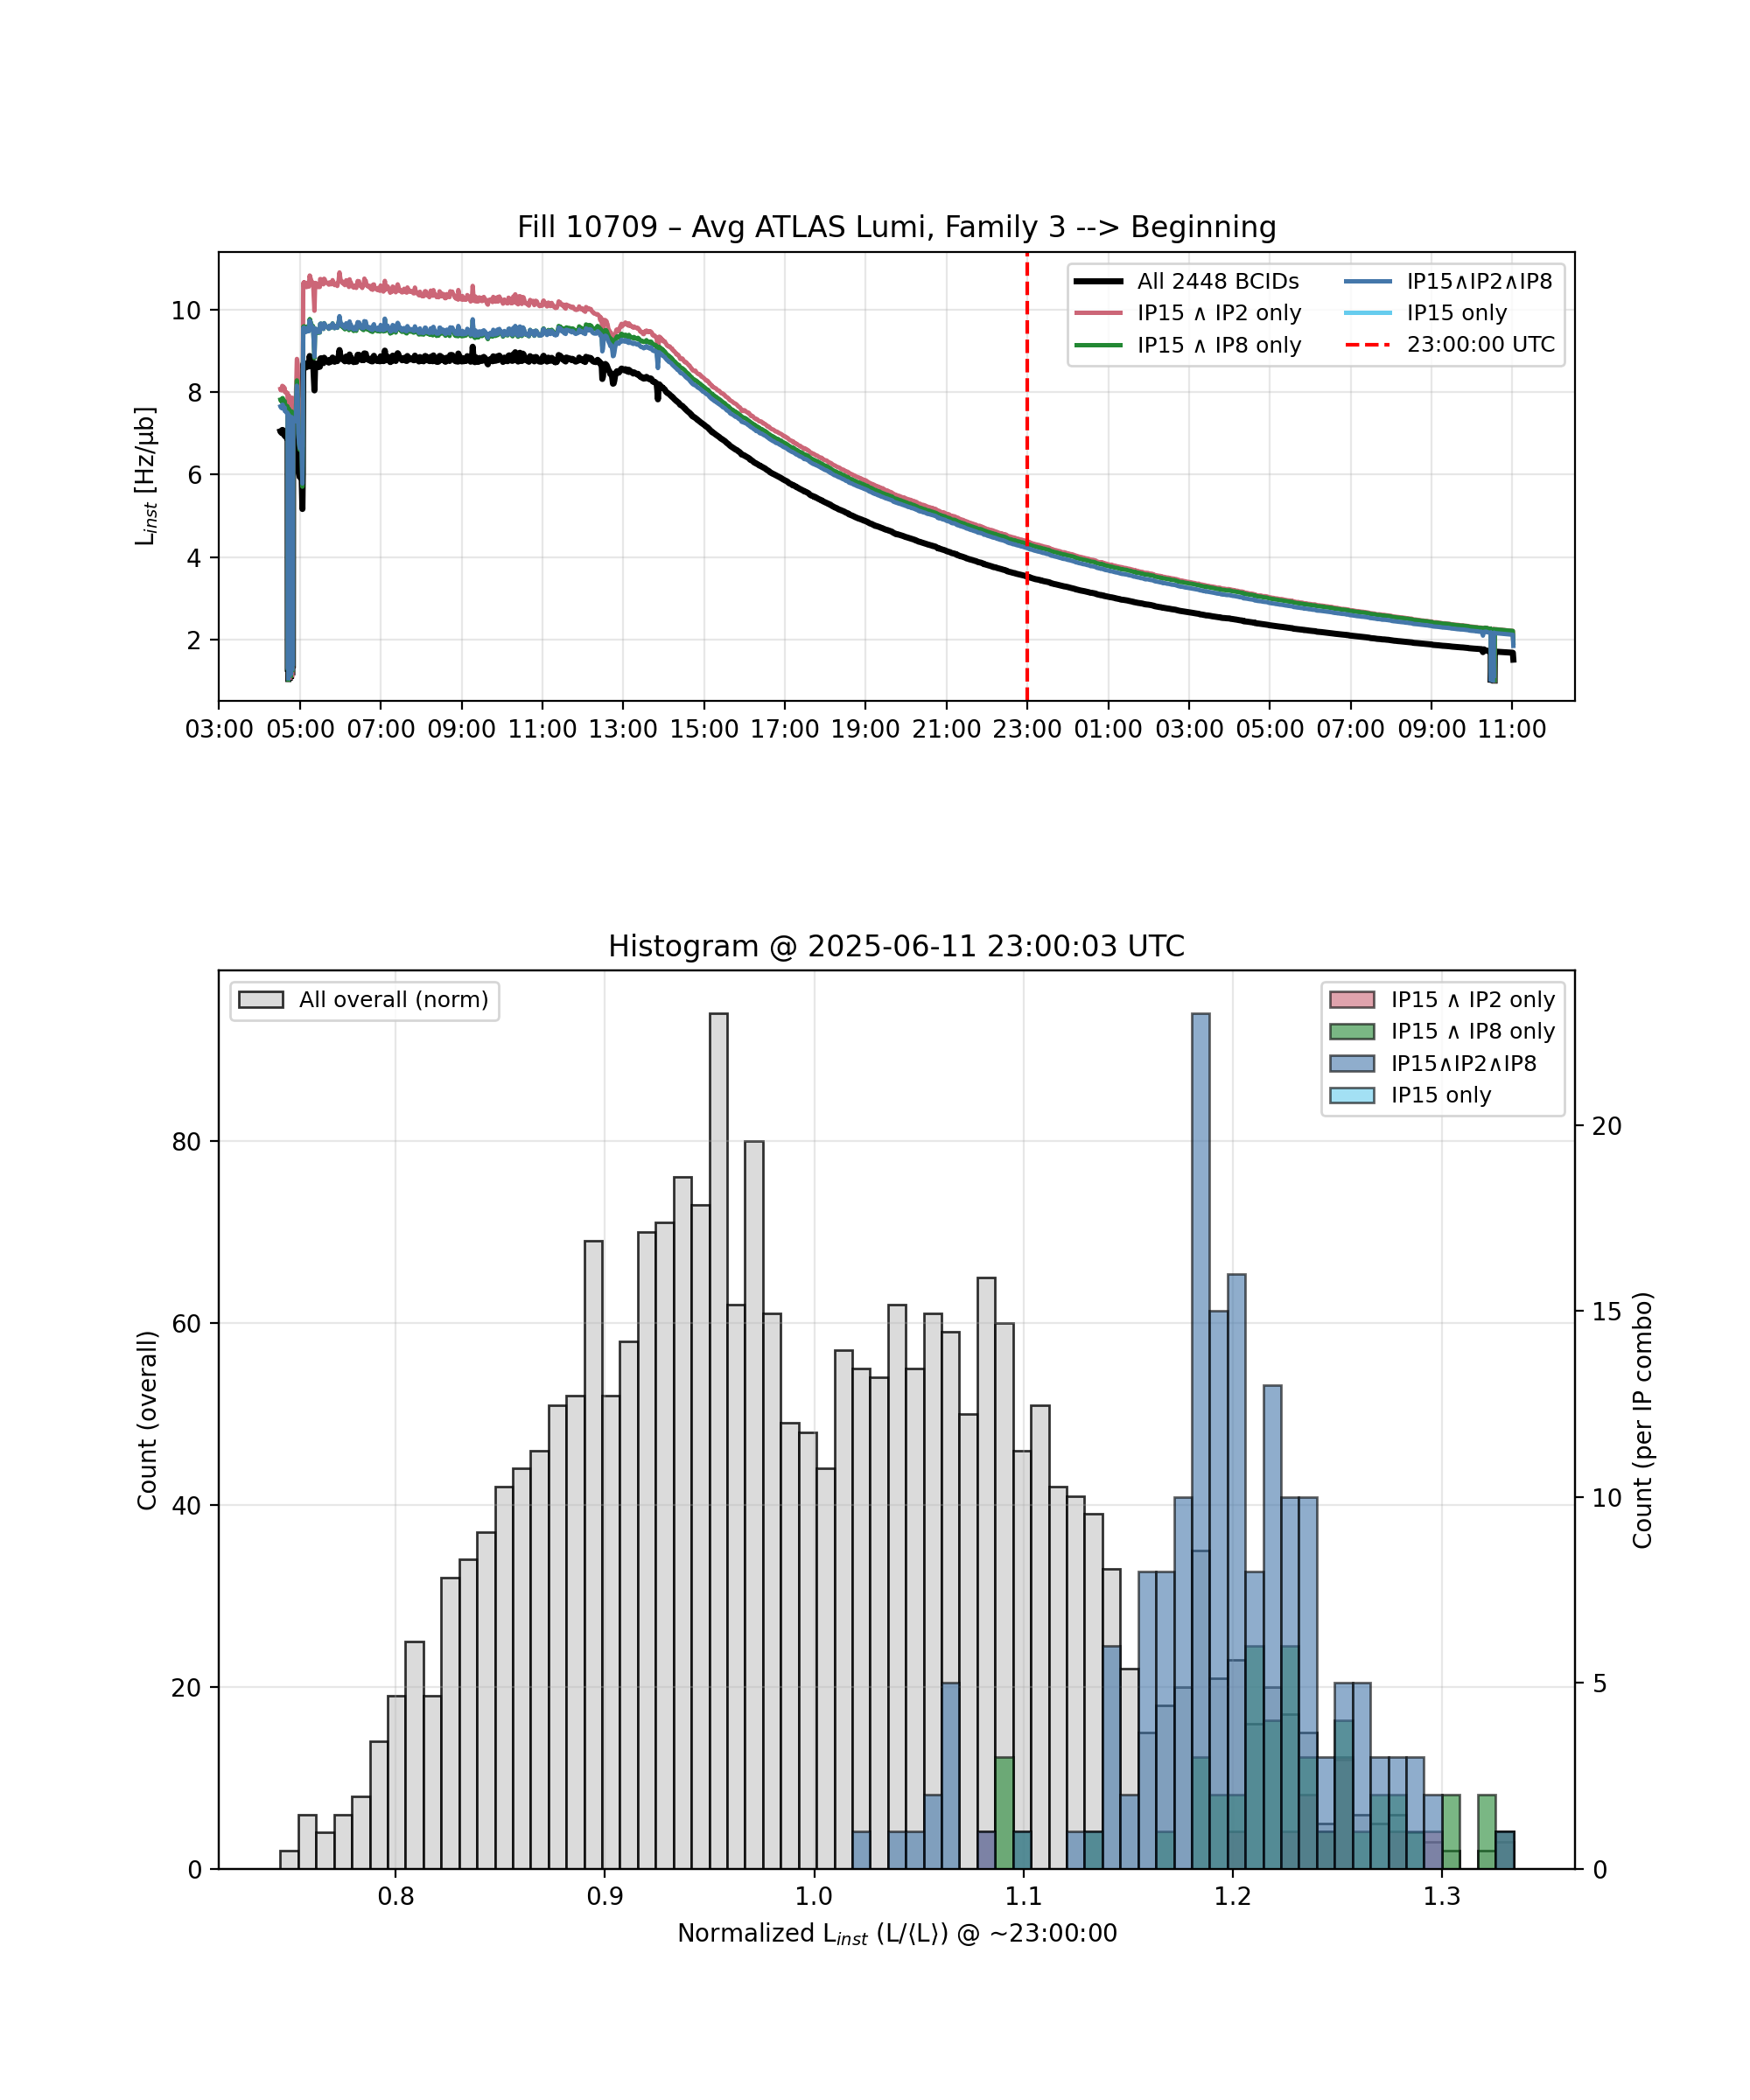 Fill 10709 – Avg ATLAS Lumi, Family 3 --> Beginning
L_inst [Hz/μb]
10
8
6
4
2
All 2448 BCIDs
IP15 ∧ IP2 only
IP15 ∧ IP8 only
IP15∧IP2∧IP8
IP15 only
23:00:00 UTC
03:00 05:00 07:00 09:00 11:00 13:00 15:00 17:00 19:00 21:00 23:00 01:00 03:00 05:00 07:00 09:00 11:00
Histogram @ 2025-06-11 23:00:03 UTC
All overall (norm)
IP15 ∧ IP2 only
IP15 ∧ IP8 only
IP15∧IP2∧IP8
IP15 only
Count (overall)
80
60
40
20
0
Count (per IP combo)
20
15
10
5
0
0.8 0.9 1.0 1.1 1.2 1.3
Normalized L_inst (L/⟨L⟩) @ ~23:00:00